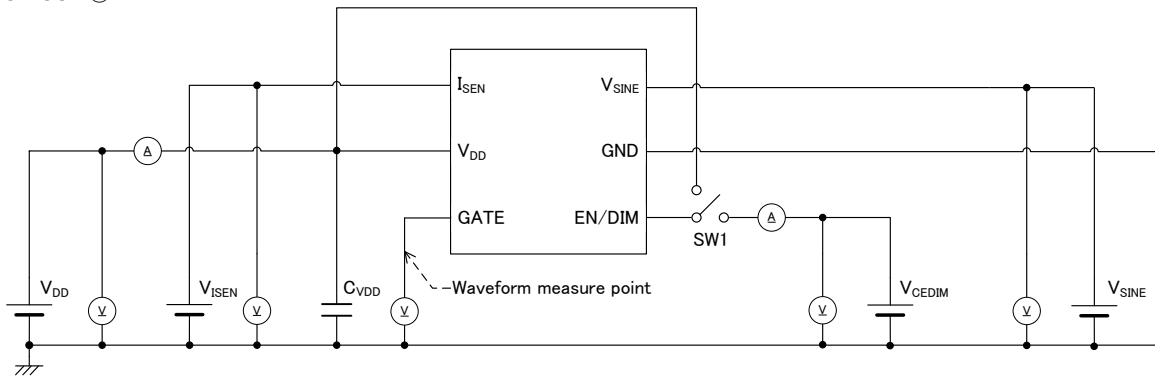 I_SEN
V_SINE
A
V_DD
GND
GATE
EN/DIM
A
SW1
Waveform measure point
V_DD
V
V_ISEN
V
C_VDD
V
V
V_CEDIM
V
V_SINE